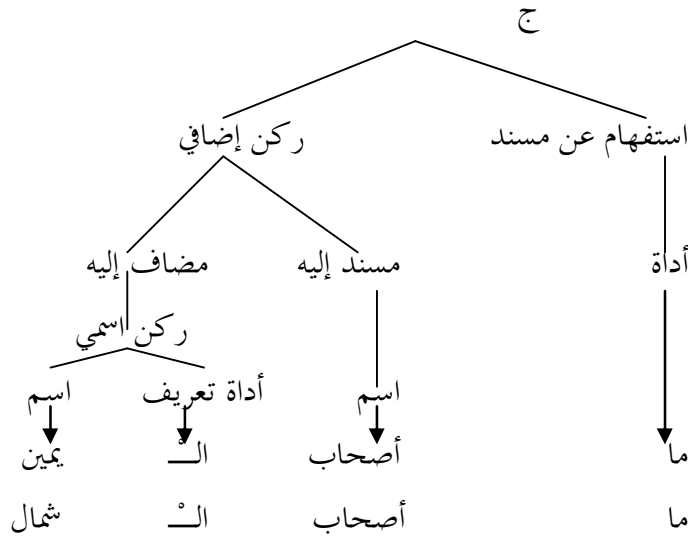 ج
استفهام عن مسند ركن إضافي
أداة مسند إليه مضاف إليه
ركن اسمي
اسم أداة تعريف اسم
ما أصحاب الـْ يمين
ما أصحاب الـْ شمال